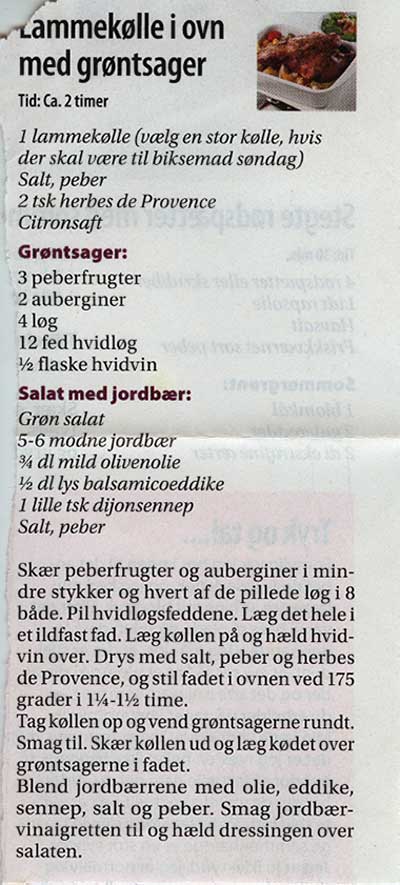 Lammekølle i ovn
med grøntsager
Tid: Ca. 2 timer
1 lammekølle (vælg en stor kølle, hvis
der skal være til biksemad søndag)
Salt, peber
2 tsk herbes de Provence
Citronsaft
Grøntsager:
3 peberfrugter
2 auberginer
4 løg
12 fed hvidløg
½ flaske hvidvin
Salat med jordbær:
Grøn salat
5-6 modne jordbær
¾ dl mild olivenolie
½ dl lys balsamicoeddike
1 lille tsk dijonsennep
Salt, peber
Skær peberfrugter og auberginer i min-
dre stykker og hvert af de pillede løg i 8
både. Pil hvidløgsfeddene. Læg det hele i
et ildfast fad. Læg køllen på og hæld hvid-
vin over. Drys med salt, peber og herbes
de Provence, og stil fadet i ovnen ved 175
grader i 1¼-1½ time.
Tag køllen op og vend grøntsagerne rundt.
Smag til. Skær køllen ud og læg kødet over
grøntsagerne i fadet.
Blend jordbærrene med olie, eddike,
sennep, salt og peber. Smag jordbær-
vinaigretten til og hæld dressingen over
salaten.